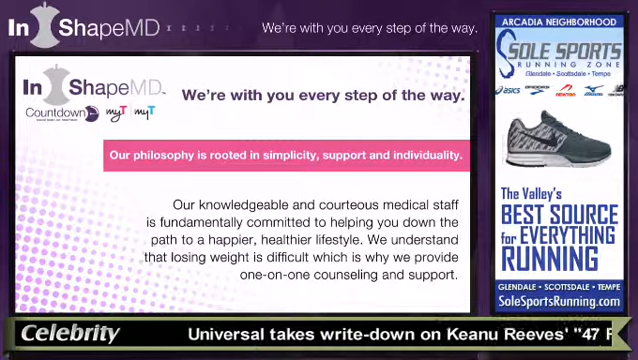 In ShapeMD
We're with you every step of the way.
In ShapeMD™
Countdown
myT myT
We're with you every step of the way.
Our philosophy is rooted in simplicity, support and individuality.
Our knowledgeable and courteous medical staff
is fundamentally committed to helping you down the
path to a happier, healthier lifestyle. We understand
that losing weight is difficult which is why we provide
one-on-one counseling and support.
ARCADIA NEIGHBORHOOD
SOLE SPORTS
RUNNING ZONE
Glendale · Scottsdale · Tempe
asics BROOKS NEWTON MIZUNO
The Valley's
BEST SOURCE
for EVERYTHING
RUNNING
GLENDALE · SCOTTSDALE · TEMPE
SoleSportsRunning.com
Celebrity
Universal takes write-down on Keanu Reeves' "47